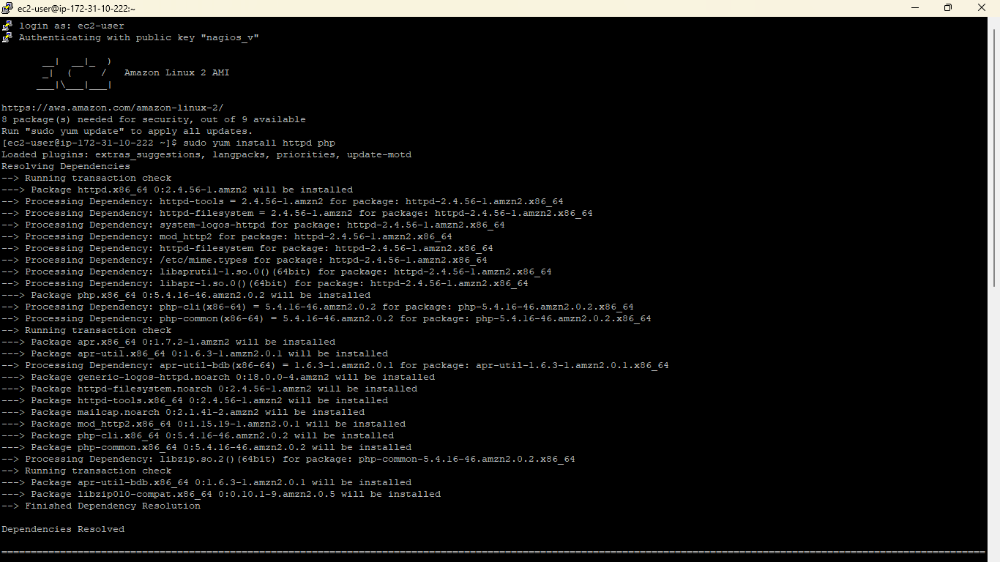 ec2-user@ip-172-31-10-222:~
login as: ec2-user
Authenticating with public key "nagios_v"
       __|  __|_  )
       _|  (     /   Amazon Linux 2 AMI
      ___|\___|___|
https://aws.amazon.com/amazon-linux-2/
8 package(s) needed for security, out of 9 available
Run "sudo yum update" to apply all updates.
[ec2-user@ip-172-31-10-222 ~]$ sudo yum install httpd php
Loaded plugins: extras_suggestions, langpacks, priorities, update-motd
Resolving Dependencies
--> Running transaction check
---> Package httpd.x86_64 0:2.4.56-1.amzn2 will be installed
--> Processing Dependency: httpd-tools = 2.4.56-1.amzn2 for package: httpd-2.4.56-1.amzn2.x86_64
--> Processing Dependency: httpd-filesystem = 2.4.56-1.amzn2 for package: httpd-2.4.56-1.amzn2.x86_64
--> Processing Dependency: system-logos-httpd for package: httpd-2.4.56-1.amzn2.x86_64
--> Processing Dependency: mod_http2 for package: httpd-2.4.56-1.amzn2.x86_64
--> Processing Dependency: httpd-filesystem for package: httpd-2.4.56-1.amzn2.x86_64
--> Processing Dependency: /etc/mime.types for package: httpd-2.4.56-1.amzn2.x86_64
--> Processing Dependency: libaprutil-1.so.0()(64bit) for package: httpd-2.4.56-1.amzn2.x86_64
--> Processing Dependency: libapr-1.so.0()(64bit) for package: httpd-2.4.56-1.amzn2.x86_64
---> Package php.x86_64 0:5.4.16-46.amzn2.0.2 will be installed
--> Processing Dependency: php-cli(x86-64) = 5.4.16-46.amzn2.0.2 for package: php-5.4.16-46.amzn2.0.2.x86_64
--> Processing Dependency: php-common(x86-64) = 5.4.16-46.amzn2.0.2 for package: php-5.4.16-46.amzn2.0.2.x86_64
--> Running transaction check
---> Package apr.x86_64 0:1.7.2-1.amzn2 will be installed
---> Package apr-util.x86_64 0:1.6.3-1.amzn2.0.1 will be installed
--> Processing Dependency: apr-util-bdb(x86-64) = 1.6.3-1.amzn2.0.1 for package: apr-util-1.6.3-1.amzn2.0.1.x86_64
---> Package generic-logos-httpd.noarch 0:18.0.0-4.amzn2 will be installed
---> Package httpd-filesystem.noarch 0:2.4.56-1.amzn2 will be installed
---> Package httpd-tools.x86_64 0:2.4.56-1.amzn2 will be installed
---> Package mailcap.noarch 0:2.1.41-2.amzn2 will be installed
---> Package mod_http2.x86_64 0:1.15.19-1.amzn2.0.1 will be installed
---> Package php-cli.x86_64 0:5.4.16-46.amzn2.0.2 will be installed
---> Package php-common.x86_64 0:5.4.16-46.amzn2.0.2 will be installed
--> Processing Dependency: libzip.so.2()(64bit) for package: php-common-5.4.16-46.amzn2.0.2.x86_64
--> Running transaction check
---> Package apr-util-bdb.x86_64 0:1.6.3-1.amzn2.0.1 will be installed
---> Package libzip010-compat.x86_64 0:0.10.1-9.amzn2.0.5 will be installed
--> Finished Dependency Resolution
Dependencies Resolved